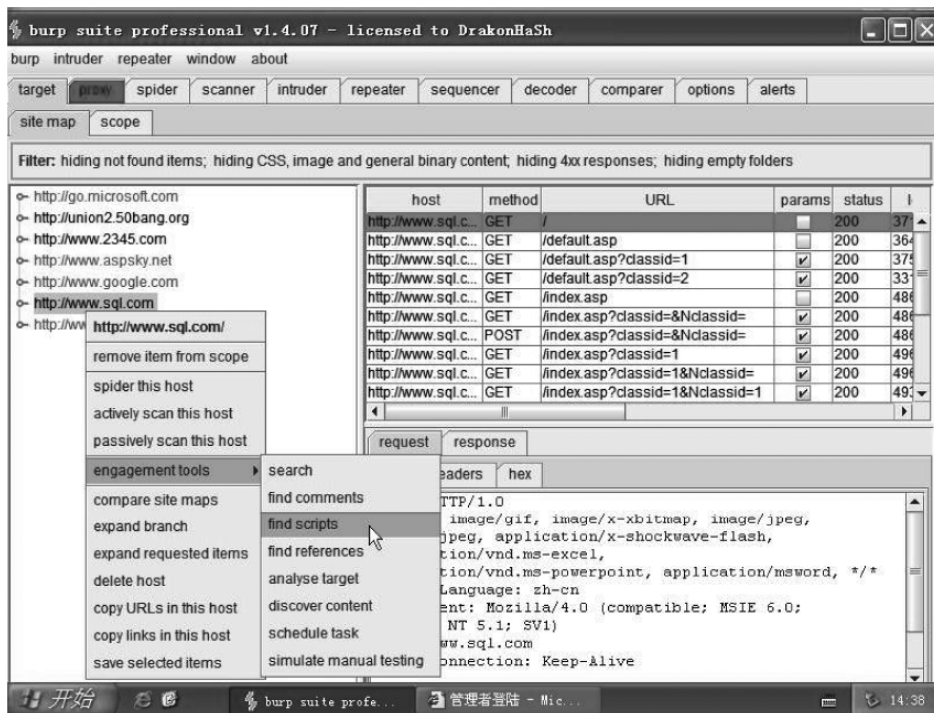 burp suite professional v1.4.07 - licensed to DrakonHaSh
burp intruder repeater window about
target proxy spider scanner intruder repeater sequencer decoder comparer options alerts
site map scope
Filter: hiding not found items; hiding CSS, image and general binary content; hiding 4xx responses; hiding empty folders
http://go.microsoft.com
http://union2.50bang.org
http://www.2345.com
http://www.aspsky.net
http://www.google.com
http://www.sql.com
http://ww
http://www.sql.com/
remove item from scope
spider this host
actively scan this host
passively scan this host
engagement tools
compare site maps
expand branch
expand requested items
delete host
copy URLs in this host
copy links in this host
save selected items
search
find comments
find scripts
find references
analyse target
discover content
schedule task
simulate manual testing
host method URL params status l
http://www.sql.c... GET / 200 37
http://www.sql.c... GET /default.asp 200 364
http://www.sql.c... GET /default.asp?classid=1 200 375
http://www.sql.c... GET /default.asp?classid=2 200 331
http://www.sql.c... GET /index.asp 200 486
http://www.sql.c... GET /index.asp?classid=&Nclassid= 200 486
http://www.sql.c... POST /index.asp?classid=&Nclassid= 200 486
http://www.sql.c... GET /index.asp?classid=1 200 496
http://www.sql.c... GET /index.asp?classid=1&Nclassid= 200 496
http://www.sql.c... GET /index.asp?classid=1&Nclassid=1 200 493
request response
eaders hex
TTP/1.0
image/gif, image/x-xbitmap, image/jpeg,
jpeg, application/x-shockwave-flash,
tion/vnd.ms-excel,
tion/vnd.ms-powerpoint, application/msword, */*
Language: zh-cn
ent: Mozilla/4.0 (compatible; MSIE 6.0;
NT 5.1; SV1)
ww.sql.com
onnection: Keep-Alive
开始 burp suite profe... 管理者登陆 - Mic... 14:38